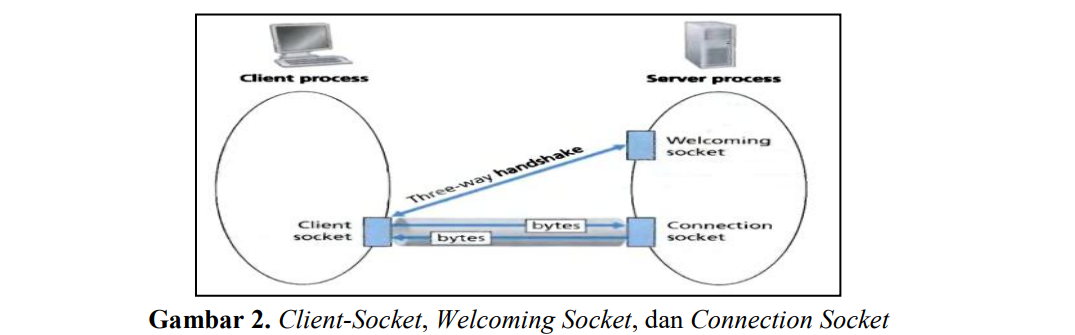 Client process
Server process
Welcoming
socket
Three-way handshake
Client
socket
bytes
bytes
Connection
socket
Gambar 2. Client-Socket, Welcoming Socket, dan Connection Socket